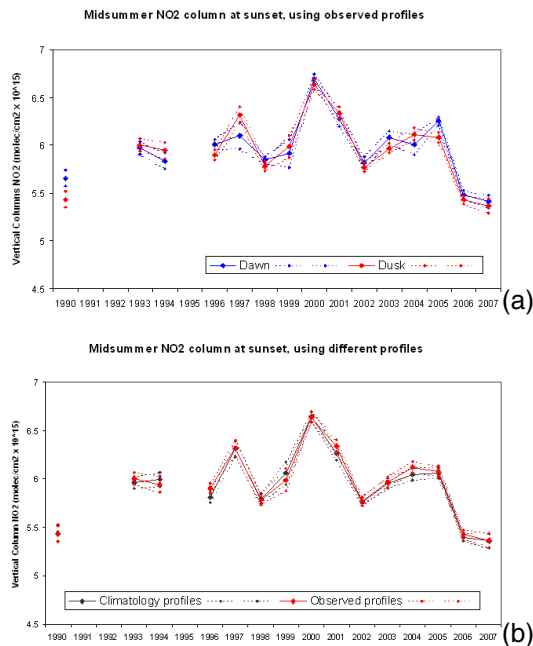 Midsummer NO2 column at sunset, using observed profiles
Vertical Columns NO2 (molec/cm2 x 10^15)
7
6.5
6
5.5
5
4.5
Dawn Dusk
1990 1991 1992 1993 1994 1995 1996 1997 1998 1999 2000 2001 2002 2003 2004 2005 2006 2007
(a)
Midsummer NO2 column at sunset, using different profiles
Vertical Column NO2 (molec/cm2 x 10^15)
7
6.5
6
5.5
5
4.5
Climatology profiles Observed profiles
1990 1991 1992 1993 1994 1995 1996 1997 1998 1999 2000 2001 2002 2003 2004 2005 2006 2007
(b)